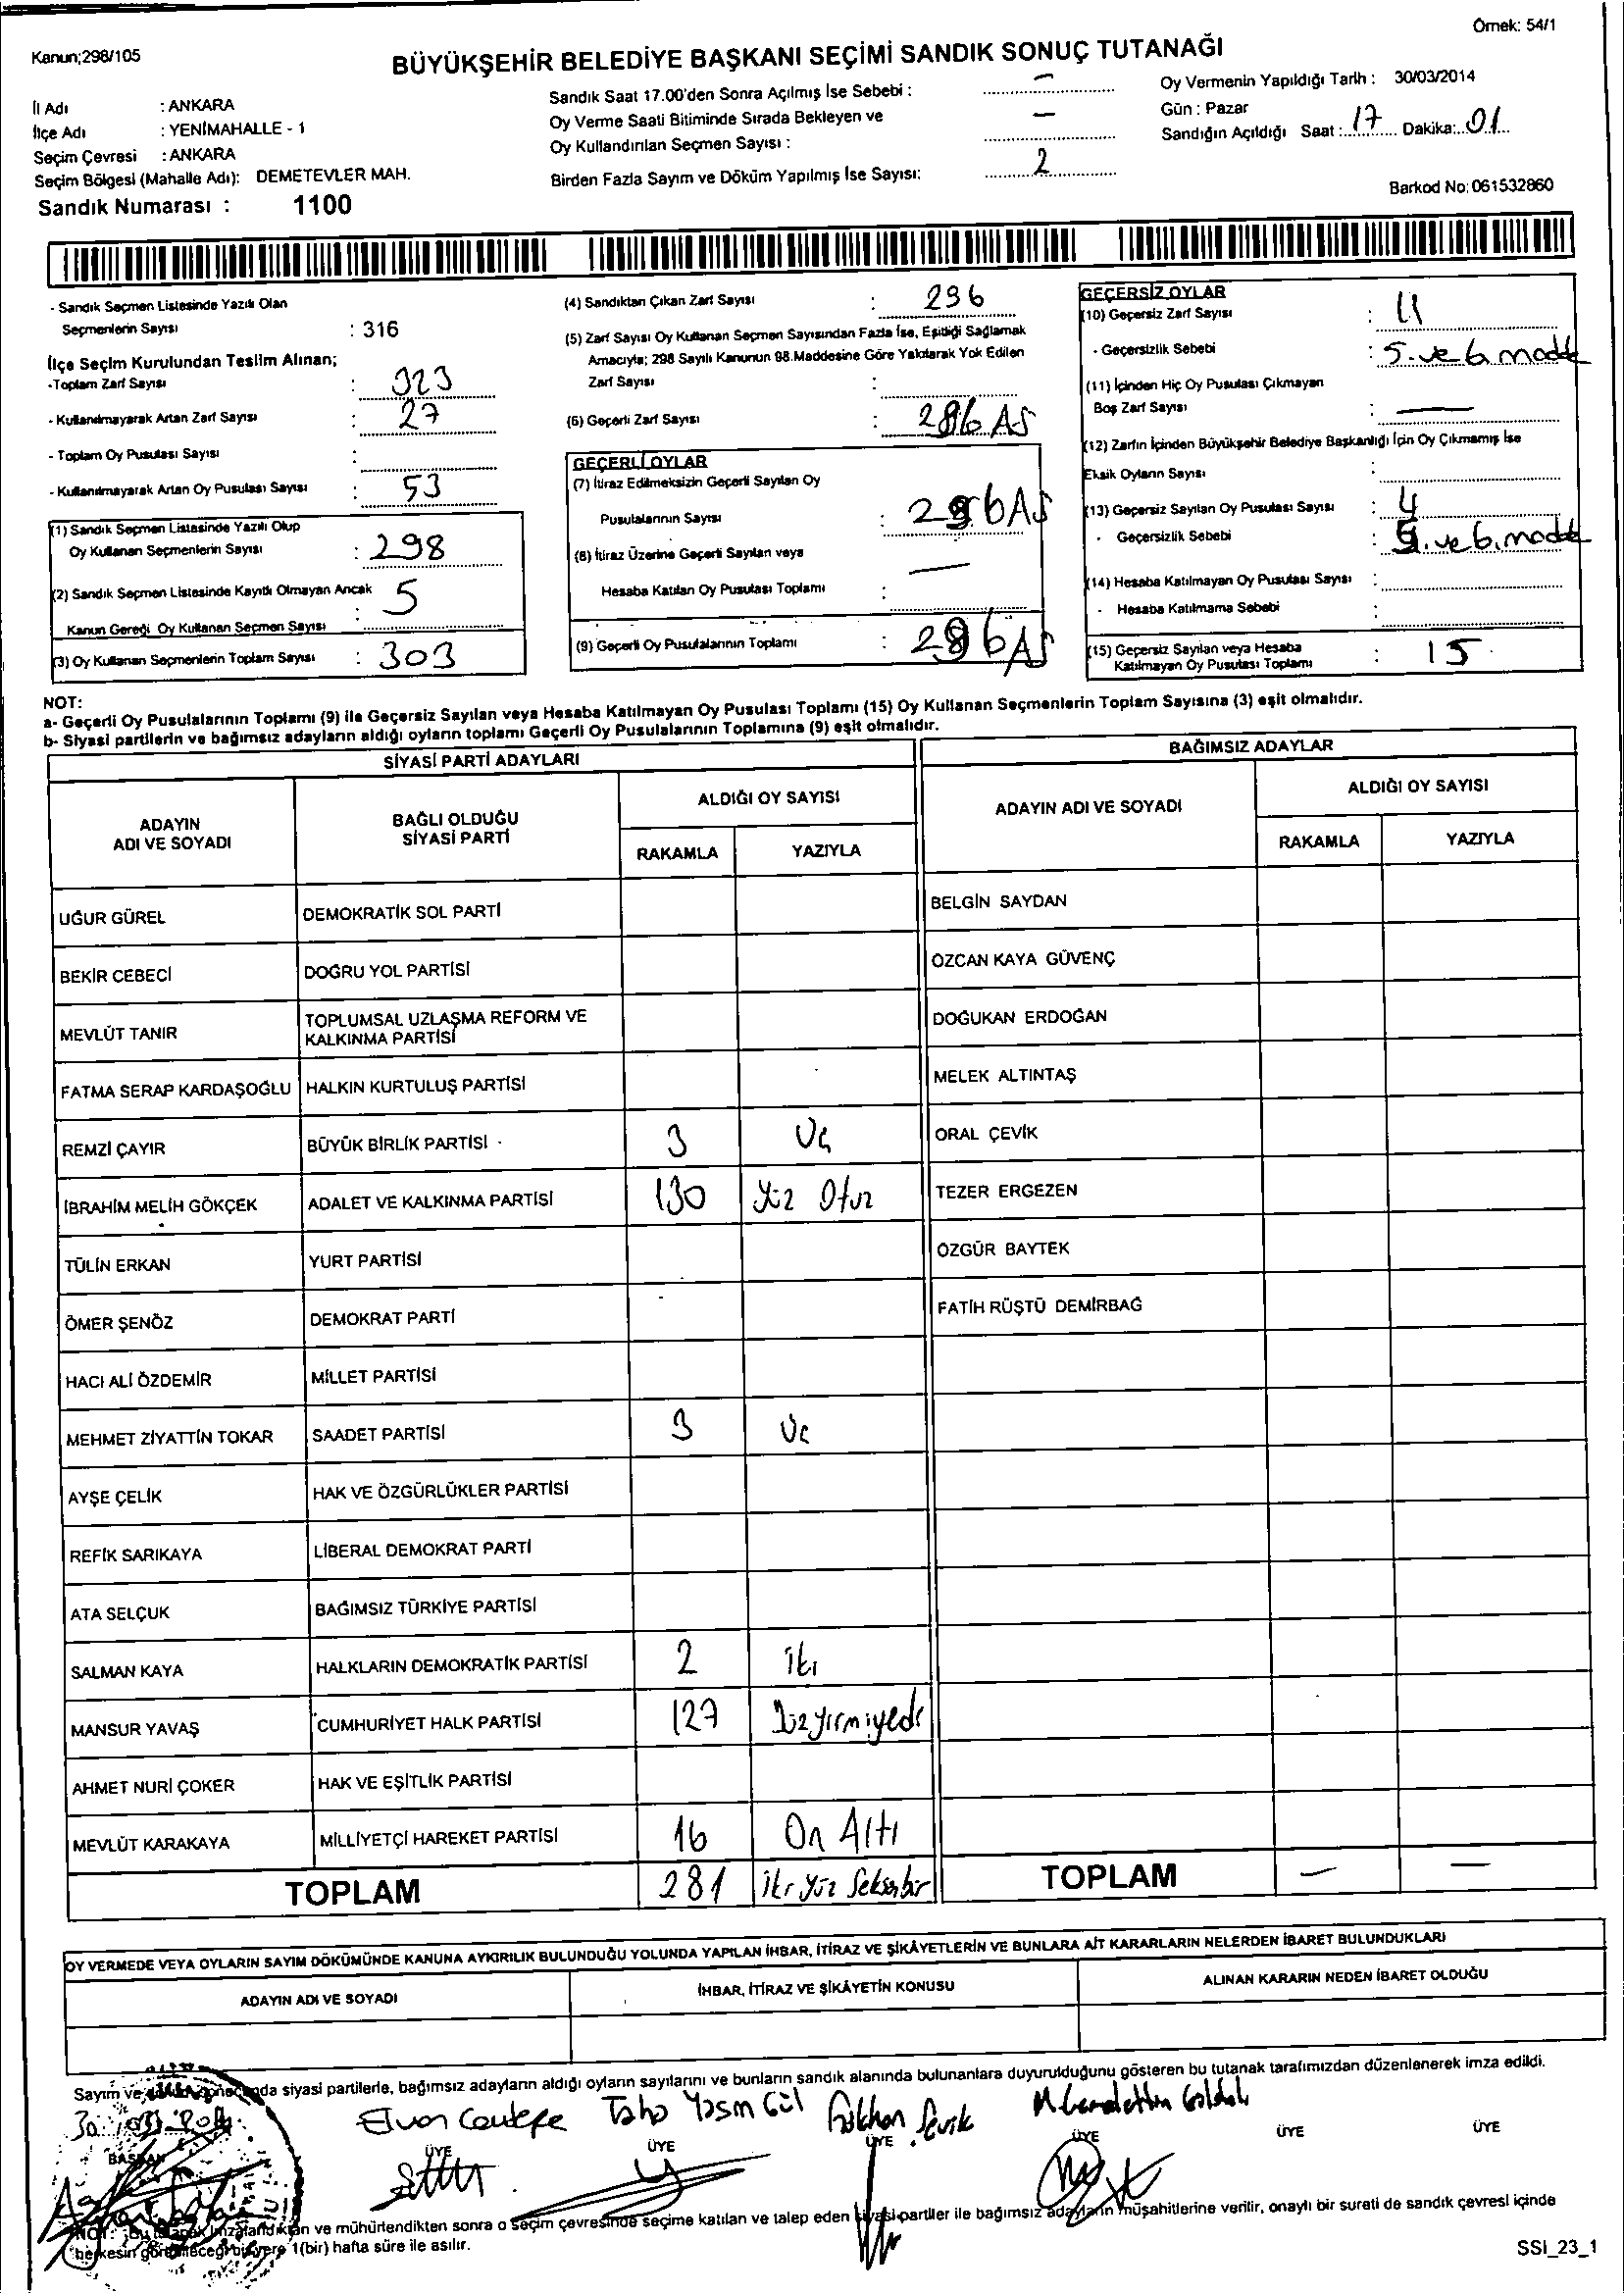 Örnek: 54/1
Kanun;298/105
BÜYÜKŞEHİR BELEDİYE BAŞKANI SEÇİMİ SANDIK SONUÇ TUTANAĞI
İl Adı : ANKARA
İlçe Adı : YENİMAHALLE - 1
Seçim Çevresi : ANKARA
Seçim Bölgesi (Mahalle Adı): DEMETEVLER MAH.
Sandık Numarası : 1100
Sandık Saat 17.00'den Sonra Açılmış İse Sebebi : —
Oy Verme Saati Bitiminde Sırada Bekleyen ve
Oy Kullandırılan Seçmen Sayısı : —
Birden Fazla Sayım ve Döküm Yapılmış İse Sayısı: 2
Oy Vermenin Yapıldığı Tarih : 30/03/2014
Gün : Pazar
Sandığın Açıldığı Saat : 17 Dakika: 01
Barkod No: 061532860
- Sandık Seçmen Listesinde Yazılı Olan
Seçmenlerin Sayısı : 316
İlçe Seçim Kurulundan Teslim Alınan;
-Toplam Zarf Sayısı : 323
- Kullanılmayarak Artan Zarf Sayısı : 27
- Toplam Oy Pusulası Sayısı :
- Kullanılmayarak Artan Oy Pusulası Sayısı : 53
(1) Sandık Seçmen Listesinde Yazılı Olup
Oy Kullanan Seçmenlerin Sayısı : 298
(2) Sandık Seçmen Listesinde Kayıtlı Olmayan Ancak
Kanun Gereği Oy Kullanan Seçmen Sayısı : 5
(3) Oy Kullanan Seçmenlerin Toplam Sayısı : 303
(4) Sandıktan Çıkan Zarf Sayısı : 296
(5) Zarf Sayısı Oy Kullanan Seçmen Sayısından Fazla İse, Eşitliği Sağlamak
Amacıyla; 298 Sayılı Kanunun 98.Maddesine Göre Yakılarak Yok Edilen
Zarf Sayısı :
(6) Geçerli Zarf Sayısı : 286 AS
GEÇERLİ OYLAR
(7) İtiraz Edilmeksizin Geçerli Sayılan Oy
Pusulalarının Sayısı : 286 AS
(8) İtiraz Üzerine Geçerli Sayılan veya
Hesaba Katılan Oy Pusulası Toplamı : —
(9) Geçerli Oy Pusulalarının Toplamı : 286 AS
GEÇERSİZ OYLAR
(10) Geçersiz Zarf Sayısı : 11
- Geçersizlik Sebebi : 5. ve 6. madde
(11) İçinden Hiç Oy Pusulası Çıkmayan
Boş Zarf Sayısı : —
(12) Zarfın İçinden Büyükşehir Belediye Başkanlığı İçin Oy Çıkmamış İse
Eksik Oyların Sayısı :
(13) Geçersiz Sayılan Oy Pusulası Sayısı : 4
- Geçersizlik Sebebi : 5. ve 6. madde
(14) Hesaba Katılmayan Oy Pusulası Sayısı :
- Hesaba Katılmama Sebebi :
(15) Geçersiz Sayılan veya Hesaba
Katılmayan Oy Pusulası Toplamı : 15
NOT:
a- Geçerli Oy Pusulalarının Toplamı (9) ile Geçersiz Sayılan veya Hesaba Katılmayan Oy Pusulası Toplamı (15) Oy Kullanan Seçmenlerin Toplam Sayısına (3) eşit olmalıdır.
b- Siyasi partilerin ve bağımsız adayların aldığı oyların toplamı Geçerli Oy Pusulalarının Toplamına (9) eşit olmalıdır.
SİYASİ PARTİ ADAYLARI BAĞIMSIZ ADAYLAR
ADAYIN
ADI VE SOYADI
BAĞLI OLDUĞU
SİYASİ PARTİ
ALDIĞI OY SAYISI
RAKAMLA YAZIYLA
ADAYIN ADI VE SOYADI
ALDIĞI OY SAYISI
RAKAMLA YAZIYLA
UĞUR GÜREL DEMOKRATİK SOL PARTİ BELGİN SAYDAN
BEKİR CEBECİ DOĞRU YOL PARTİSİ ÖZCAN KAYA GÜVENÇ
MEVLÜT TANIR TOPLUMSAL UZLAŞMA REFORM VE
KALKINMA PARTİSİ DOĞUKAN ERDOĞAN
FATMA SERAP KARDAŞOĞLU HALKIN KURTULUŞ PARTİSİ MELEK ALTINTAŞ
REMZİ ÇAYIR BÜYÜK BİRLİK PARTİSİ 3 Üç ORAL ÇEVİK
İBRAHİM MELİH GÖKÇEK ADALET VE KALKINMA PARTİSİ 130 Yüz Otuz TEZER ERGEZEN
TÜLİN ERKAN YURT PARTİSİ ÖZGÜR BAYTEK
ÖMER ŞENÖZ DEMOKRAT PARTİ FATİH RÜŞTÜ DEMİRBAĞ
HACI ALİ ÖZDEMİR MİLLET PARTİSİ
MEHMET ZİYATTİN TOKAR SAADET PARTİSİ 3 Üç
AYŞE ÇELİK HAK VE ÖZGÜRLÜKLER PARTİSİ
REFİK SARIKAYA LİBERAL DEMOKRAT PARTİ
ATA SELÇUK BAĞIMSIZ TÜRKİYE PARTİSİ
SALMAN KAYA HALKLARIN DEMOKRATİK PARTİSİ 2 İki
MANSUR YAVAŞ CUMHURİYET HALK PARTİSİ 127 Yüzyirmiyedi
AHMET NURİ ÇOKER HAK VE EŞİTLİK PARTİSİ
MEVLÜT KARAKAYA MİLLİYETÇİ HAREKET PARTİSİ 16 On Altı
TOPLAM 281 İki Yüz Seksenbir TOPLAM — —
OY VERMEDE VEYA OYLARIN SAYIM DÖKÜMÜNDE KANUNA AYKIRILIK BULUNDUĞU YOLUNDA YAPILAN İHBAR, İTİRAZ VE ŞİKÂYETLERİN VE BUNLARA AİT KARARLARIN NELERDEN İBARET BULUNDUKLARI
ADAYIN ADI VE SOYADI İHBAR, İTİRAZ VE ŞİKÂYETİN KONUSU ALINAN KARARIN NEDEN İBARET OLDUĞU
Sayım ve döküm sonucunda siyasi partilerle, bağımsız adayların aldığı oyların sayılarını ve bunların sandık alanında bulunanlara duyurulduğunu gösteren bu tutanak tarafımızdan düzenlenerek imza edildi.
30.03.2014
Taha Yasin Gül Gökhan
BAŞKAN ÜYE ÜYE ÜYE ÜYE ÜYE ÜYE
NOT: Bu tutanak imzalandıktan ve mühürlendikten sonra o seçim çevresinde seçime katılan ve talep eden siyasi partiler ile bağımsız adayların müşahitlerine verilir, onaylı bir sureti de sandık çevresi içinde
herkesin görebileceği bir yere 1(bir) hafta süre ile asılır.
SSI_23_1